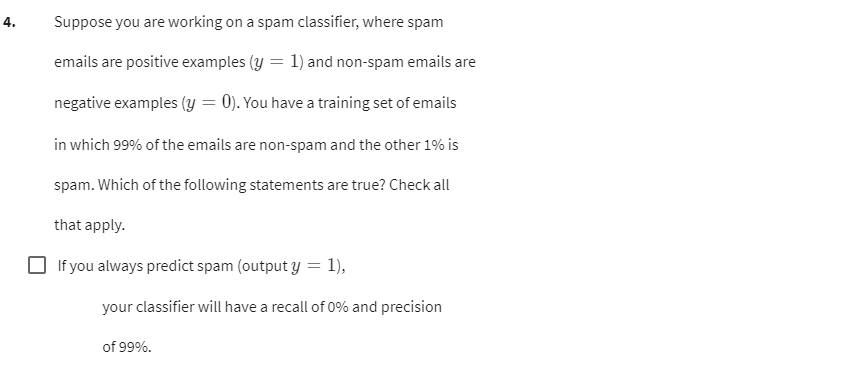 4. Suppose you are working on a spam classifier, where spam
emails are positive examples (y = 1) and non-spam emails are
negative examples (y = 0). You have a training set of emails
in which 99% of the emails are non-spam and the other 1% is
spam. Which of the following statements are true? Check all
that apply.
If you always predict spam (output y = 1),
your classifier will have a recall of 0% and precision
of 99%.